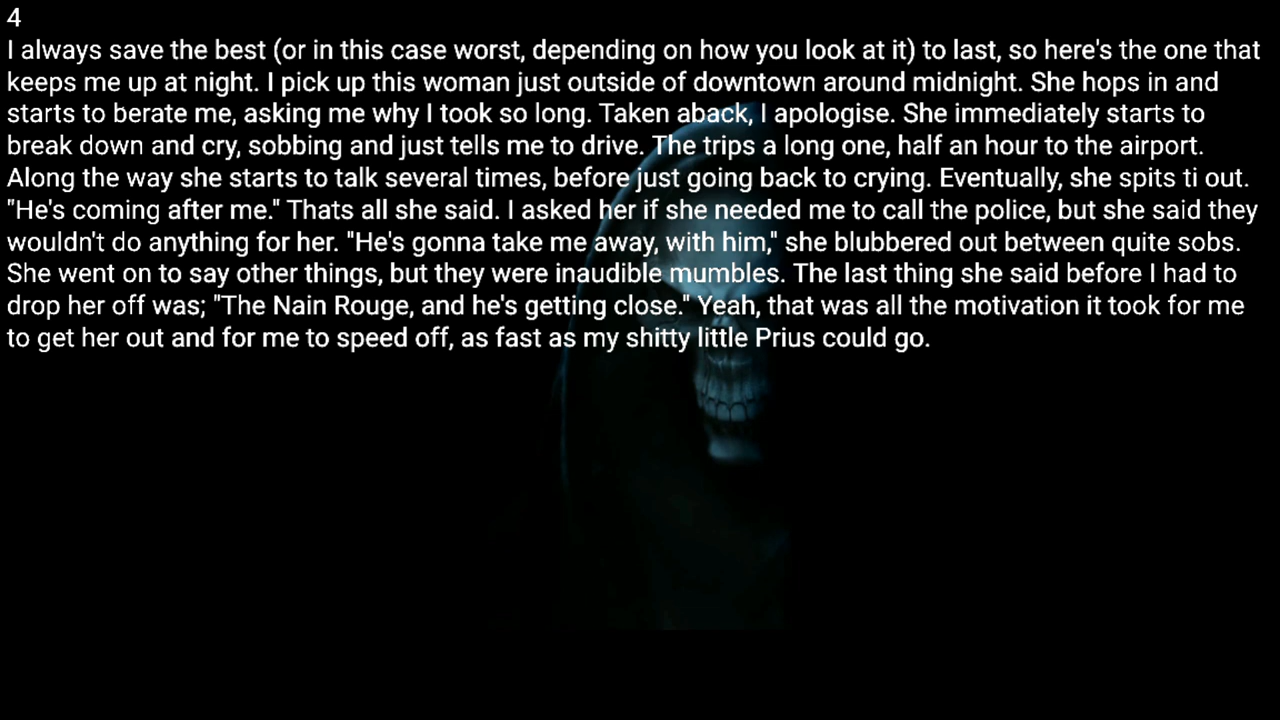 4
I always save the best (or in this case worst, depending on how you look at it) to last, so here's the one that
keeps me up at night. I pick up this woman just outside of downtown around midnight. She hops in and
starts to berate me, asking me why I took so long. Taken aback, I apologise. She immediately starts to
break down and cry, sobbing and just tells me to drive. The trips a long one, half an hour to the airport.
Along the way she starts to talk several times, before just going back to crying. Eventually, she spits ti out.
"He's coming after me." Thats all she said. I asked her if she needed me to call the police, but she said they
wouldn't do anything for her. "He's gonna take me away, with him," she blubbered out between quite sobs.
She went on to say other things, but they were inaudible mumbles. The last thing she said before I had to
drop her off was; "The Nain Rouge, and he's getting close." Yeah, that was all the motivation it took for me
to get her out and for me to speed off, as fast as my shitty little Prius could go.